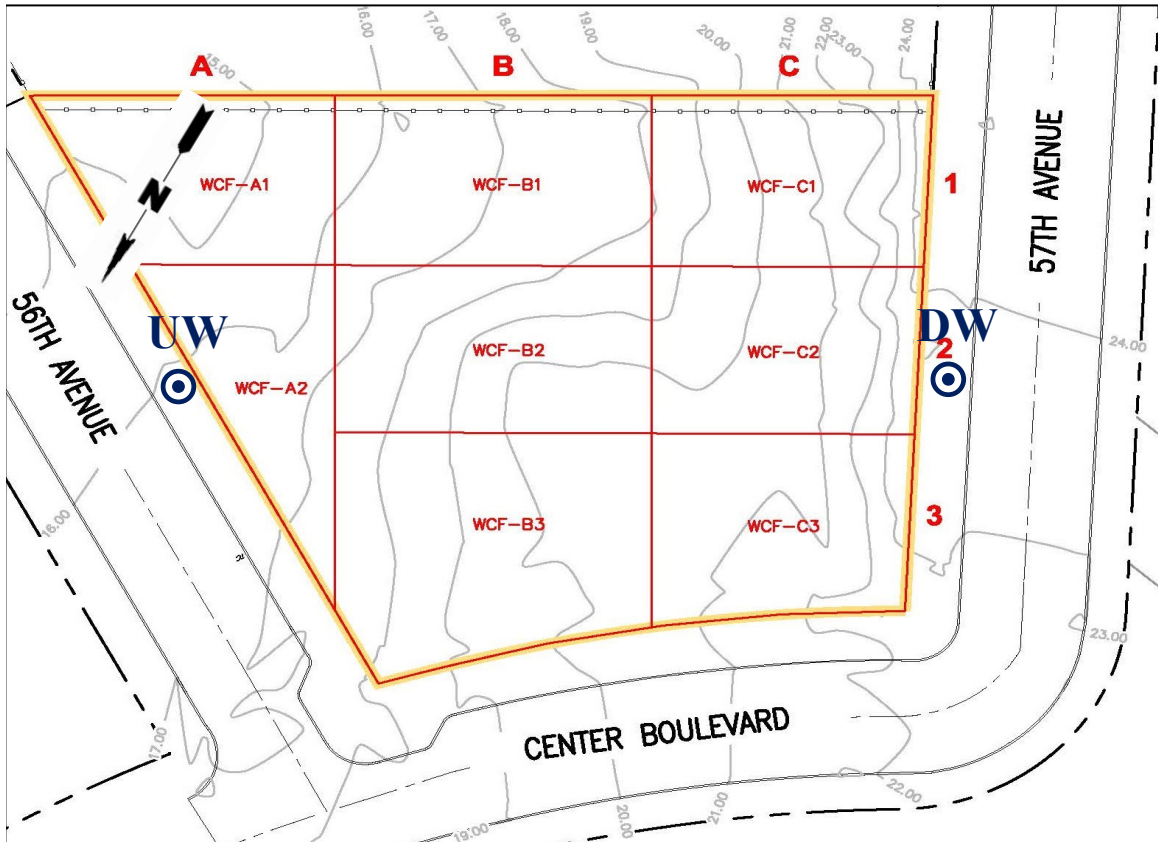 16.00
17.00
18.00
19.00
20.00
21.00
22.00
23.00
24.00
A
B
C
15.00
WCF-A1
WCF-B1
WCF-C1
1
57TH AVENUE
N
56TH AVENUE
UW
DW
WCF-A2
WCF-B2
WCF-C2
2
24.00
WCF-B3
WCF-C3
3
16.00
23.00
17.00
CENTER BOULEVARD
19.00
20.00
21.00
22.00